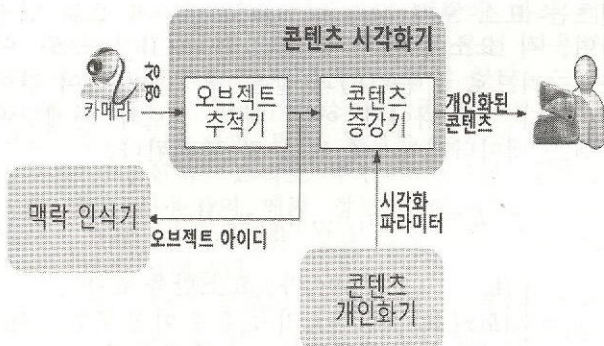 콘텐츠 시각화기
카메라
영상
오브젝트
추적기
콘텐츠
증강기
개인화된
콘텐츠
맥락 인식기
오브젝트 아이디
시각화
파라미터
콘텐츠
개인화기